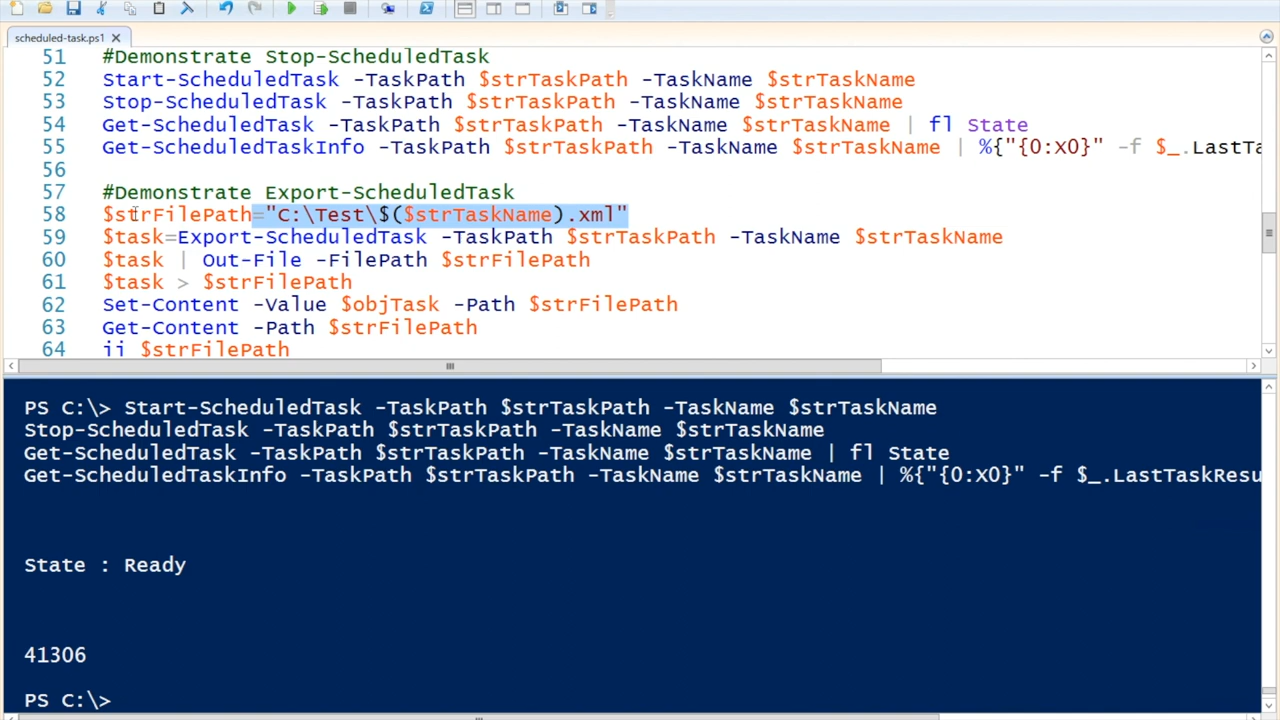 scheduled-task.ps1
51 #Demonstrate Stop-ScheduledTask
52 Start-ScheduledTask -TaskPath $strTaskPath -TaskName $strTaskName
53 Stop-ScheduledTask -TaskPath $strTaskPath -TaskName $strTaskName
54 Get-ScheduledTask -TaskPath $strTaskPath -TaskName $strTaskName | fl State
55 Get-ScheduledTaskInfo -TaskPath $strTaskPath -TaskName $strTaskName | %{"{0:X0}" -f $_.LastTa
56
57 #Demonstrate Export-ScheduledTask
58 $strFilePath="C:\Test\$($strTaskName).xml"
59 $task=Export-ScheduledTask -TaskPath $strTaskPath -TaskName $strTaskName
60 $task | Out-File -FilePath $strFilePath
61 $task > $strFilePath
62 Set-Content -Value $objTask -Path $strFilePath
63 Get-Content -Path $strFilePath
64 ii $strFilePath
PS C:\> Start-ScheduledTask -TaskPath $strTaskPath -TaskName $strTaskName
Stop-ScheduledTask -TaskPath $strTaskPath -TaskName $strTaskName
Get-ScheduledTask -TaskPath $strTaskPath -TaskName $strTaskName | fl State
Get-ScheduledTaskInfo -TaskPath $strTaskPath -TaskName $strTaskName | %{"{0:X0}" -f $_.LastTaskResu
State : Ready
41306
PS C:\>